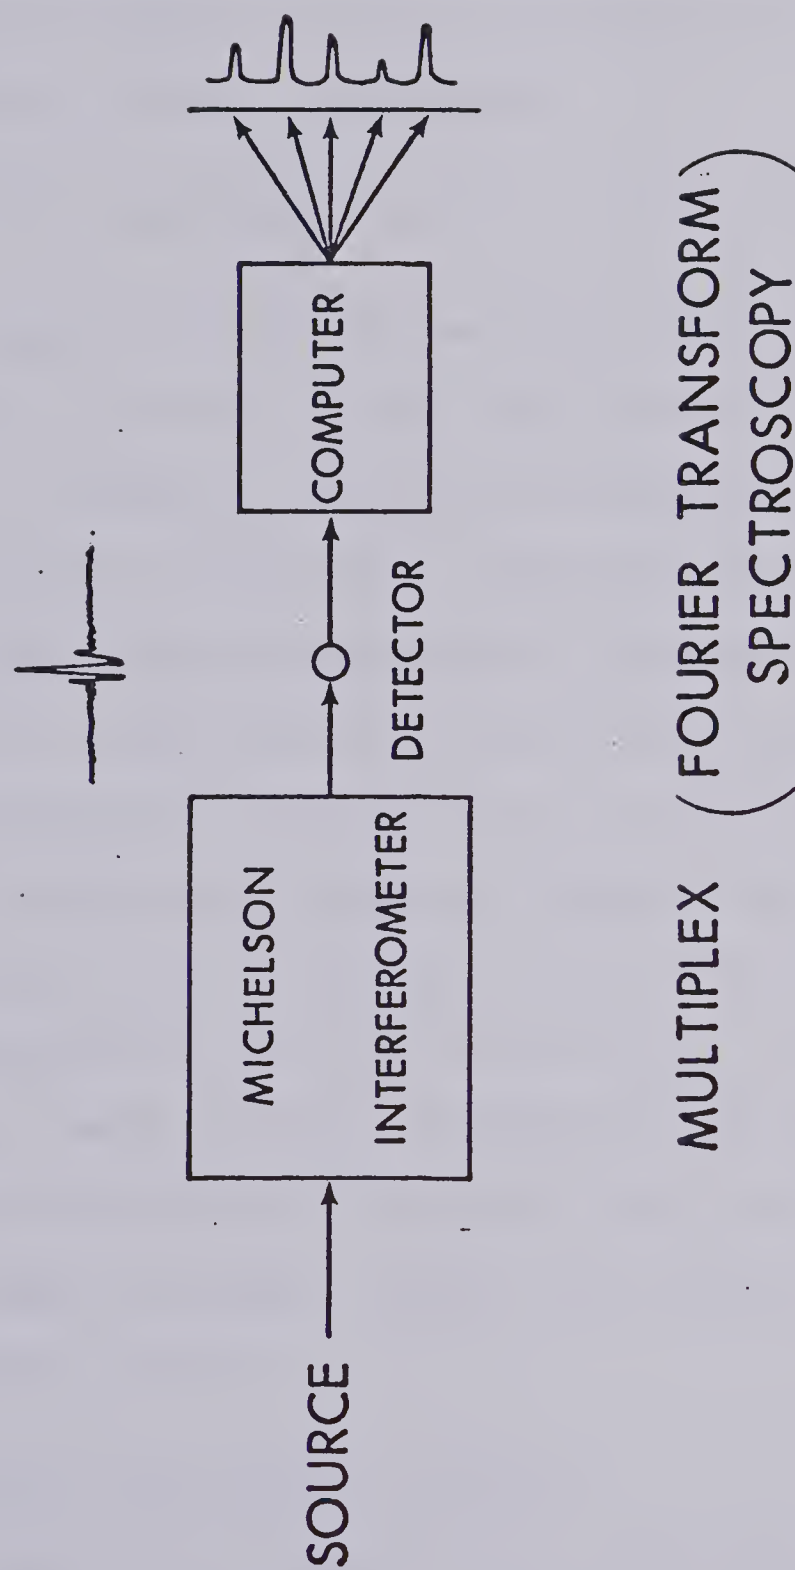 SOURCE
MICHELSON
INTERFEROMETER
DETECTOR
COMPUTER
MULTIPLEX (FOURIER TRANSFORM
SPECTROSCOPY)